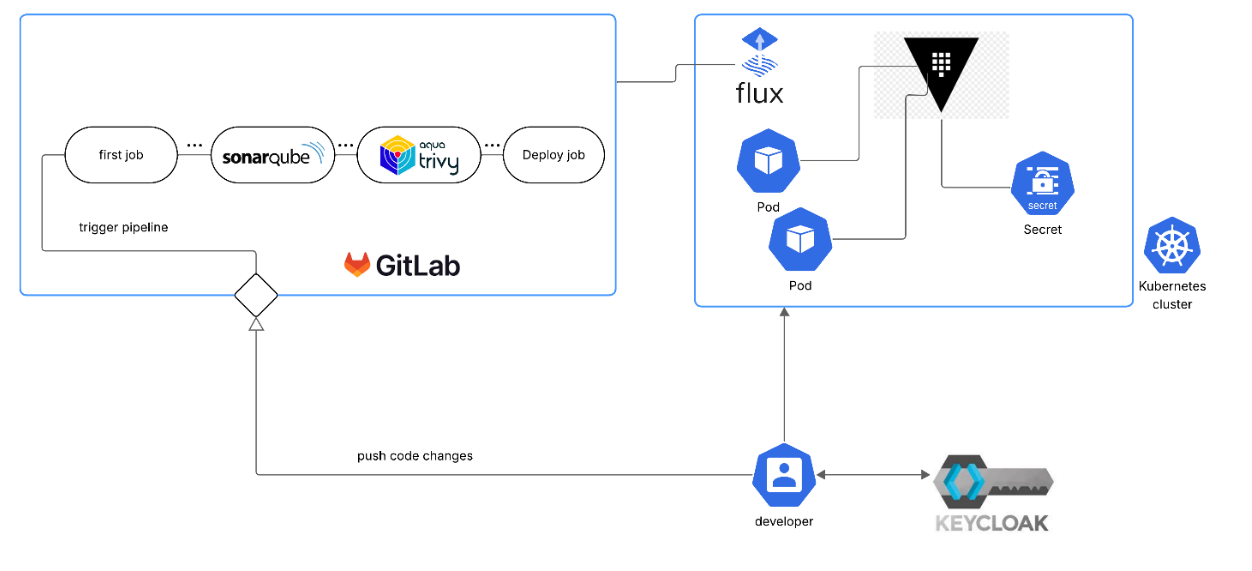 flux
first job
...
sonarqube
...
aqua
trivy
...
Deploy job
Pod
secret
Secret
trigger pipeline
GitLab
Pod
Kubernetes
cluster
push code changes
developer
KEYCLOAK